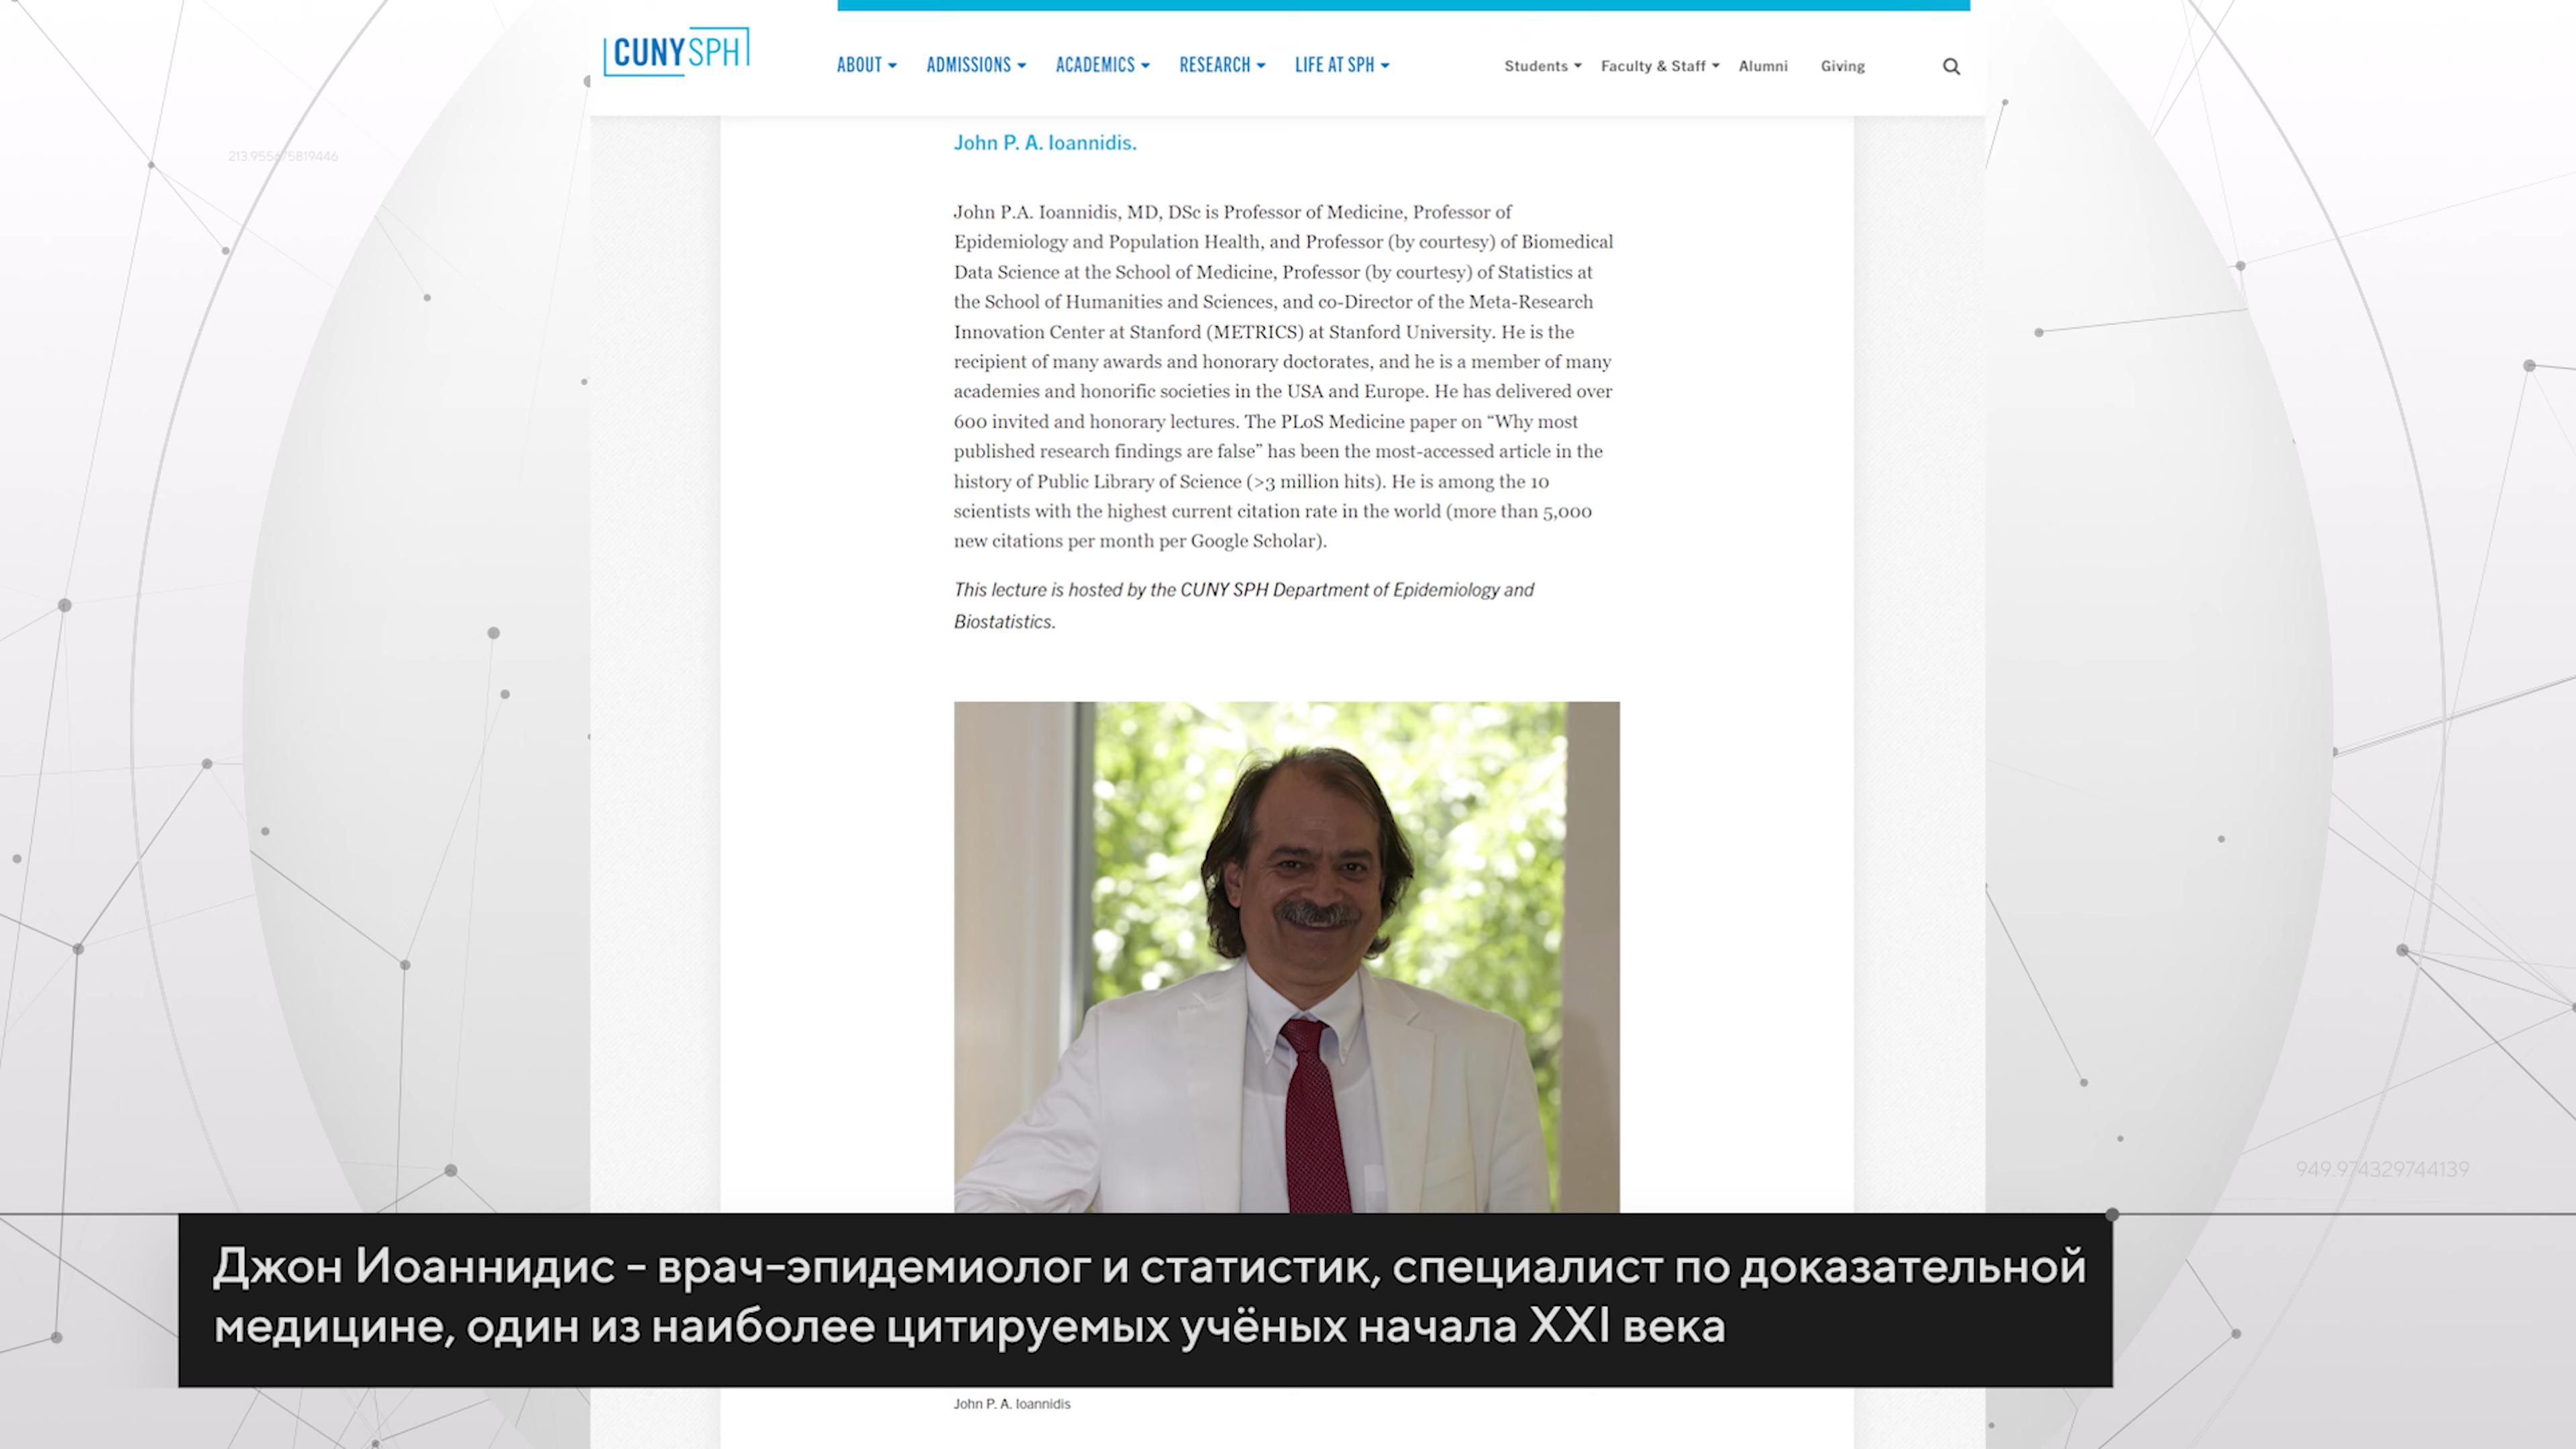 CUNY SPH
ABOUT ADMISSIONS ACADEMICS RESEARCH LIFE AT SPH Students Faculty & Staff Alumni Giving
John P. A. Ioannidis.
213.955675819446
John P.A. Ioannidis, MD, DSc is Professor of Medicine, Professor of
Epidemiology and Population Health, and Professor (by courtesy) of Biomedical
Data Science at the School of Medicine, Professor (by courtesy) of Statistics at
the School of Humanities and Sciences, and co-Director of the Meta-Research
Innovation Center at Stanford (METRICS) at Stanford University. He is the
recipient of many awards and honorary doctorates, and he is a member of many
academies and honorific societies in the USA and Europe. He has delivered over
600 invited and honorary lectures. The PLoS Medicine paper on “Why most
published research findings are false” has been the most-accessed article in the
history of Public Library of Science (>3 million hits). He is among the 10
scientists with the highest current citation rate in the world (more than 5,000
new citations per month per Google Scholar).
This lecture is hosted by the CUNY SPH Department of Epidemiology and
Biostatistics.
949.974329744139
Джон Иоаннидис - врач-эпидемиолог и статистик, специалист по доказательной
медицине, один из наиболее цитируемых учёных начала XXI века
John P. A. Ioannidis